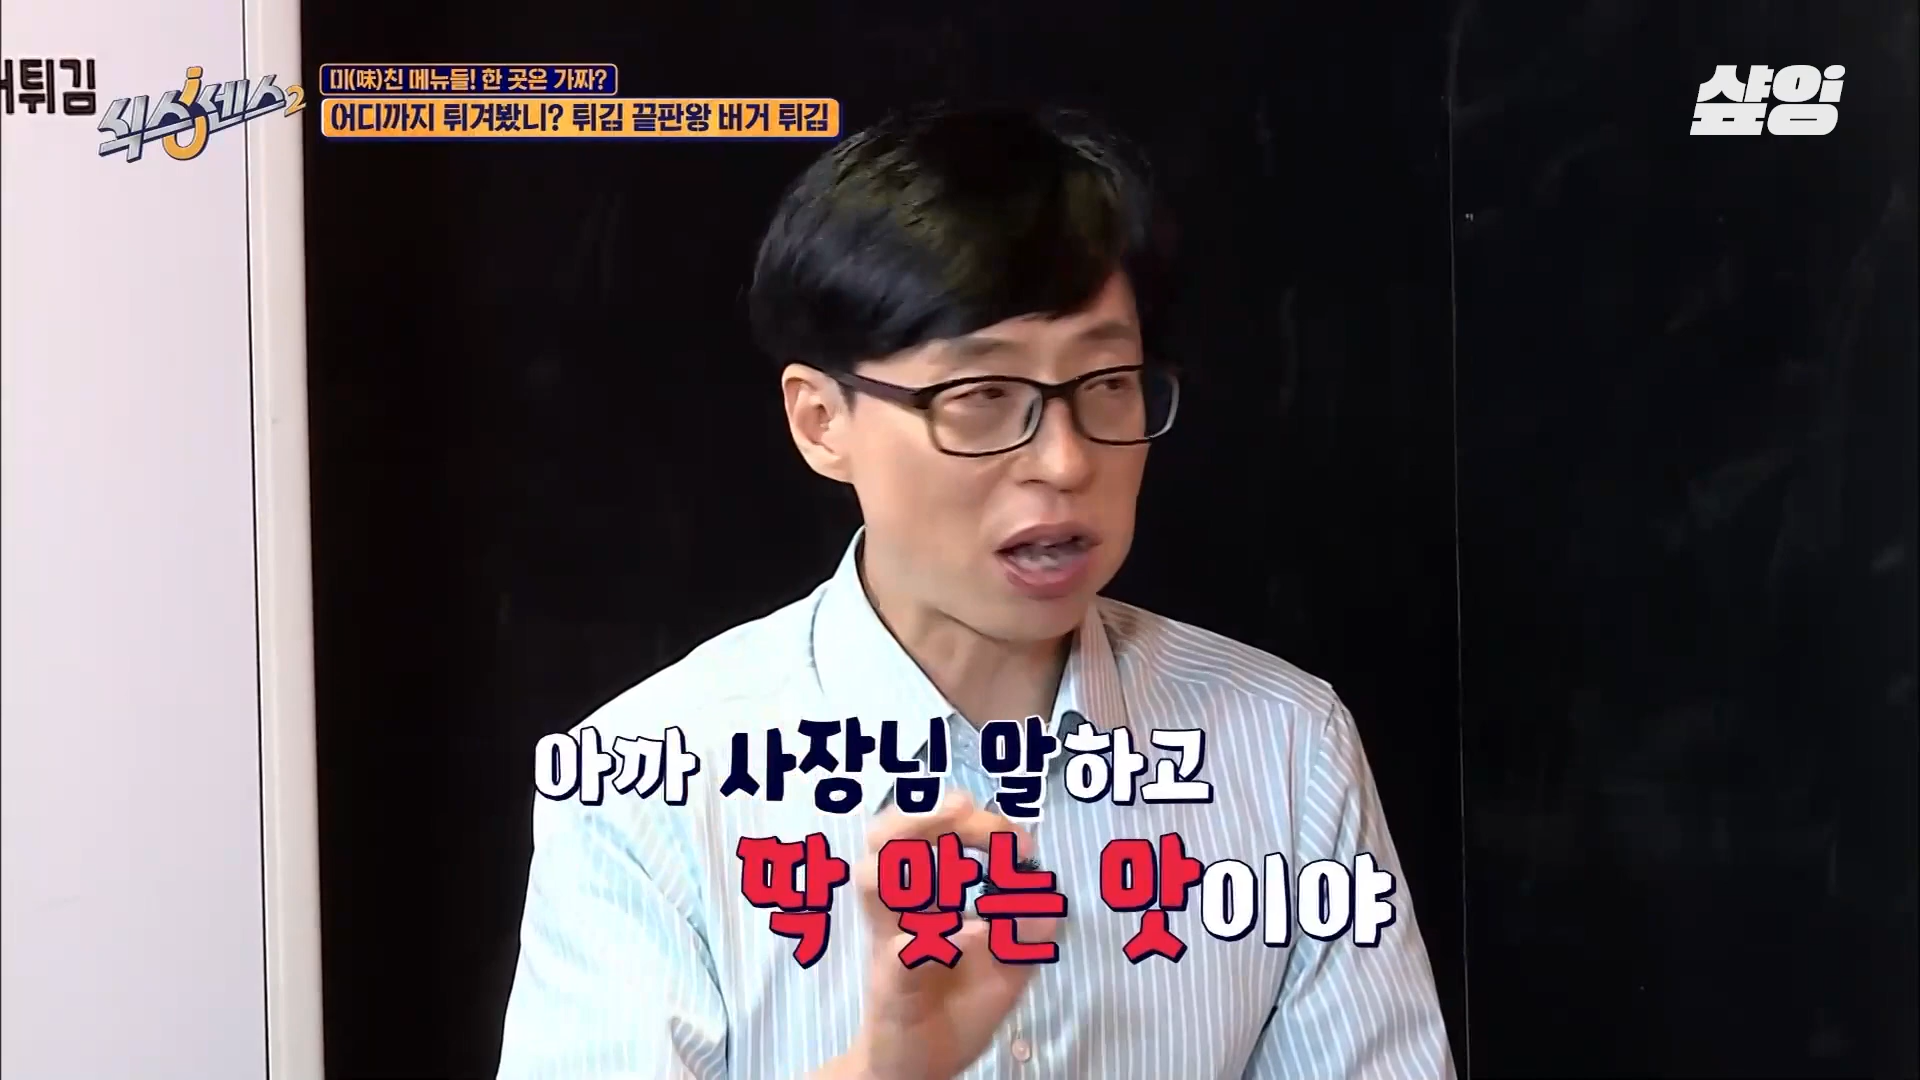 튀김
식스센스2
미(味)친 메뉴들! 한 곳은 가짜?
어디까지 튀겨봤니? 튀김 끝판왕 버거 튀김
샾잉
아까 사장님 말하고
딱 맞는 맛이야